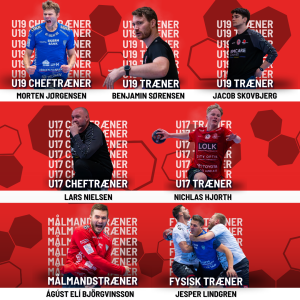 U19 CHEFTRÆNER
MORTEN JØRGENSEN
U19 TRÆNER
BENJAMIN SØRENSEN
U19 TRÆNER
JACOB SKOVBJERG
U17 CHEFTRÆNER
LARS NIELSEN
U17 TRÆNER
NICHLAS HJORTH
LOLK
MÅLMANDSTRÆNER
ÁGÚST ELÍ BJÖRGVINSSON
FYSISK TRÆNER
JESPER LINDGREN